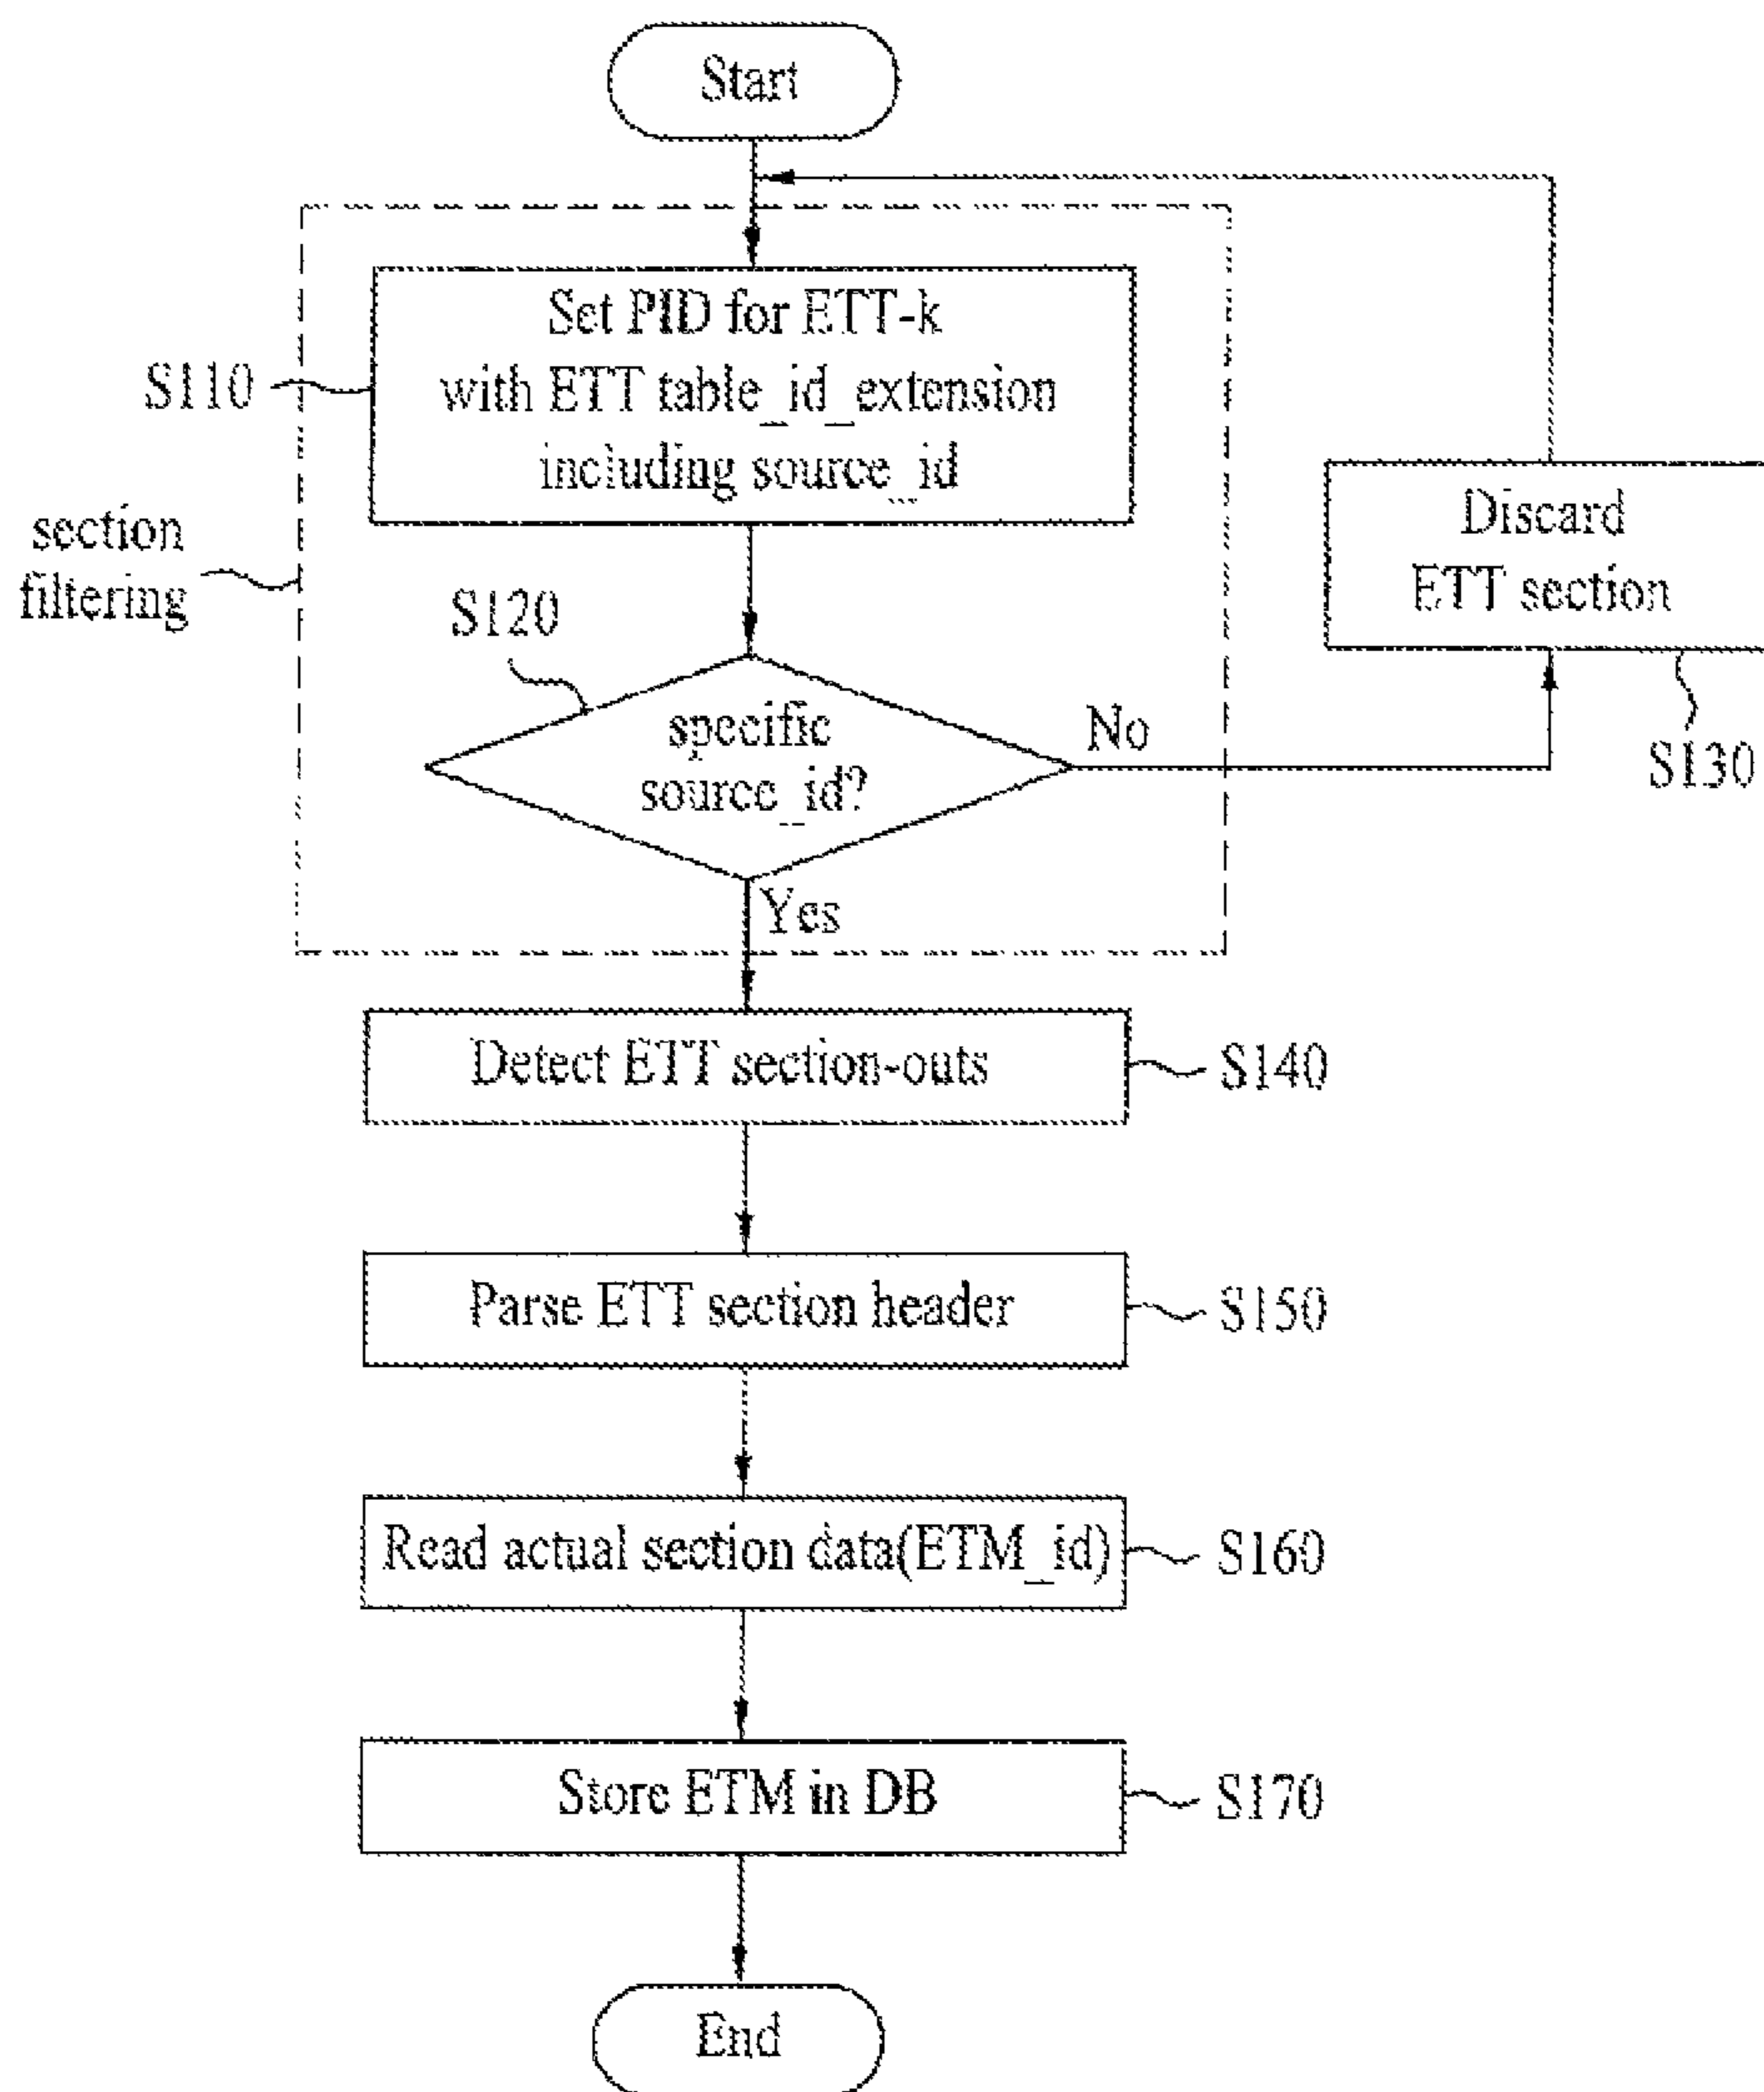 Start
Set PID for ETT-k
with ETT table_id_extension
including source_id
S110
section
filtering
Discard
ETT section
S120
specific
source_id?
No
S130
Yes
Detect ETT section-outs
S140
Parse ETT section header
S150
Read actual section data(ETM_id)
S160
Store ETM in DB
S170
End